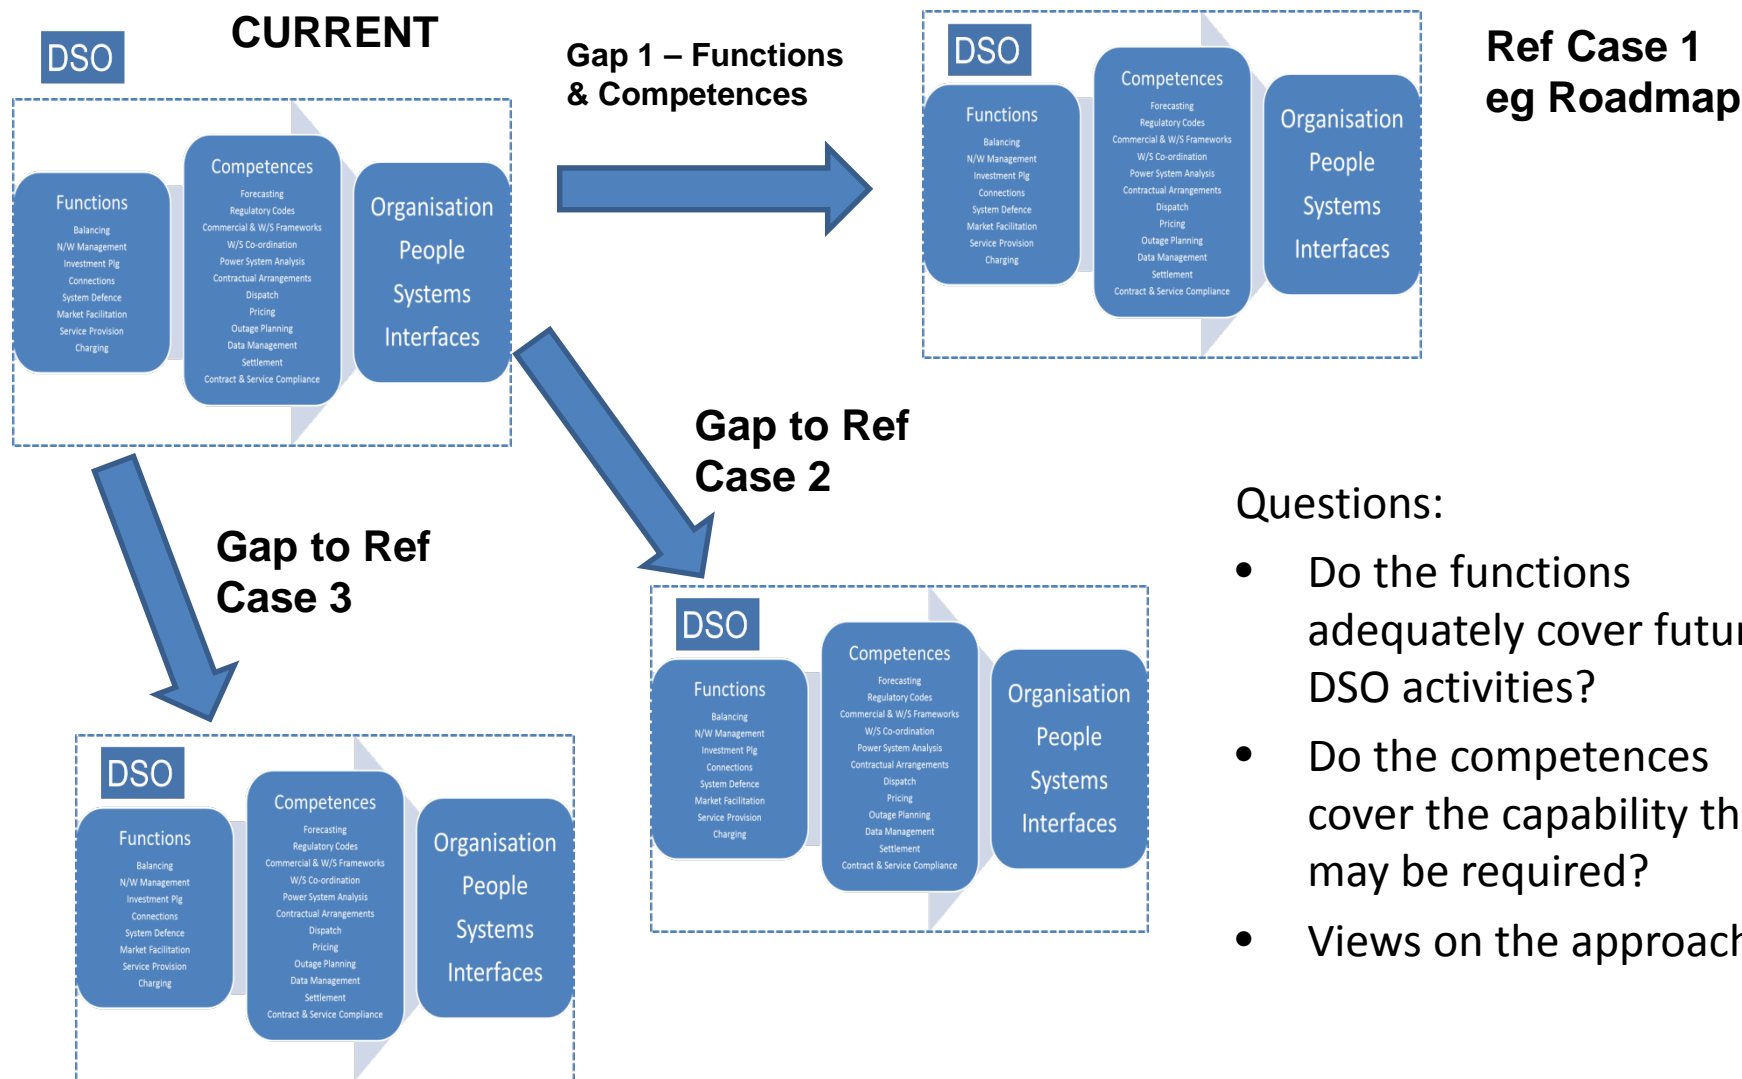 CURRENT
DSO
Functions
Balancing
N/W Management
Investment Plg
Connections
System Defence
Market Facilitation
Service Provision
Charging
Competences
Forecasting
Regulatory Codes
Commercial & W/S Frameworks
W/S Co-ordination
Power System Analysis
Contractual Arrangements
Dispatch
Pricing
Outage Planning
Data Management
Settlement
Contract & Service Compliance
Organisation
People
Systems
Interfaces
Gap 1 – Functions
& Competences
DSO
Functions
Balancing
N/W Management
Investment Plg
Connections
System Defence
Market Facilitation
Service Provision
Charging
Competences
Forecasting
Regulatory Codes
Commercial & W/S Frameworks
W/S Co-ordination
Power System Analysis
Contractual Arrangements
Dispatch
Pricing
Outage Planning
Data Management
Settlement
Contract & Service Compliance
Organisation
People
Systems
Interfaces
Ref Case 1
eg Roadmap
Gap to Ref
Case 2
DSO
Functions
Balancing
N/W Management
Investment Plg
Connections
System Defence
Market Facilitation
Service Provision
Charging
Competences
Forecasting
Regulatory Codes
Commercial & W/S Frameworks
W/S Co-ordination
Power System Analysis
Contractual Arrangements
Dispatch
Pricing
Outage Planning
Data Management
Settlement
Contract & Service Compliance
Organisation
People
Systems
Interfaces
Gap to Ref
Case 3
DSO
Functions
Balancing
N/W Management
Investment Plg
Connections
System Defence
Market Facilitation
Service Provision
Charging
Competences
Forecasting
Regulatory Codes
Commercial & W/S Frameworks
W/S Co-ordination
Power System Analysis
Contractual Arrangements
Dispatch
Pricing
Outage Planning
Data Management
Settlement
Contract & Service Compliance
Organisation
People
Systems
Interfaces
Questions:
• Do the functions
adequately cover futu
DSO activities?
• Do the competences
cover the capability th
may be required?
• Views on the approach